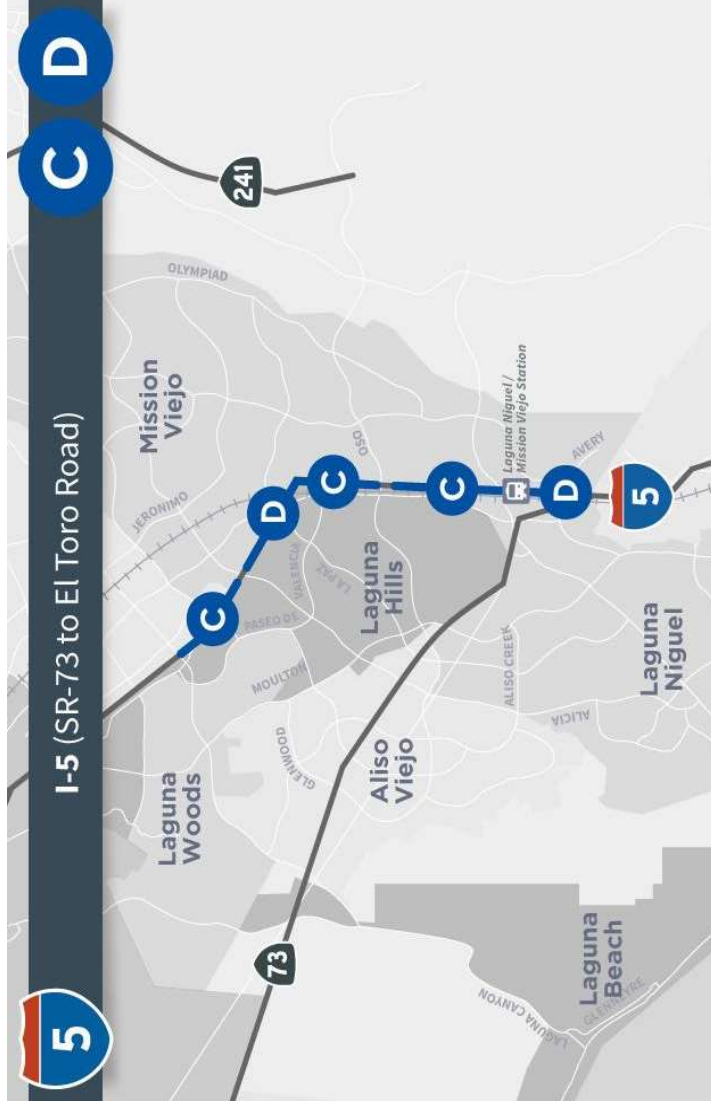 5
I-5 (SR-73 to El Toro Road)
C
D
Laguna
Woods
JERONIMO
Mission
Viejo
OLYMPIAD
241
C
73
MOULTON
PASEO DE
VALENCIA
GLENWOOD
D
LA PAZ
C
OSO
Laguna
Hills
Aliso
Viejo
C
LAGUNA CANYON
ALISO CREEK
Laguna Niguel /
Mission Viejo Station
D
AVERY
ALICIA
Laguna
Beach
GLENNEYRE
Laguna
Niguel
5